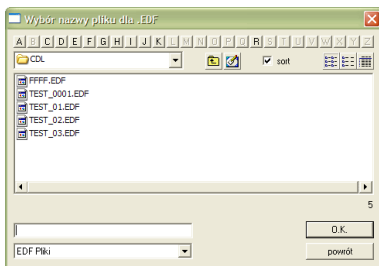 Wybór nazwy pliku dla .EDF
A B C D E F G H I J K L M N O P Q R S T U V W X Y Z
CDL sort
FFFF.EDF
TEST_0001.EDF
TEST_01.EDF
TEST_02.EDF
TEST_03.EDF
5
O.K.
EDF Pliki powrót